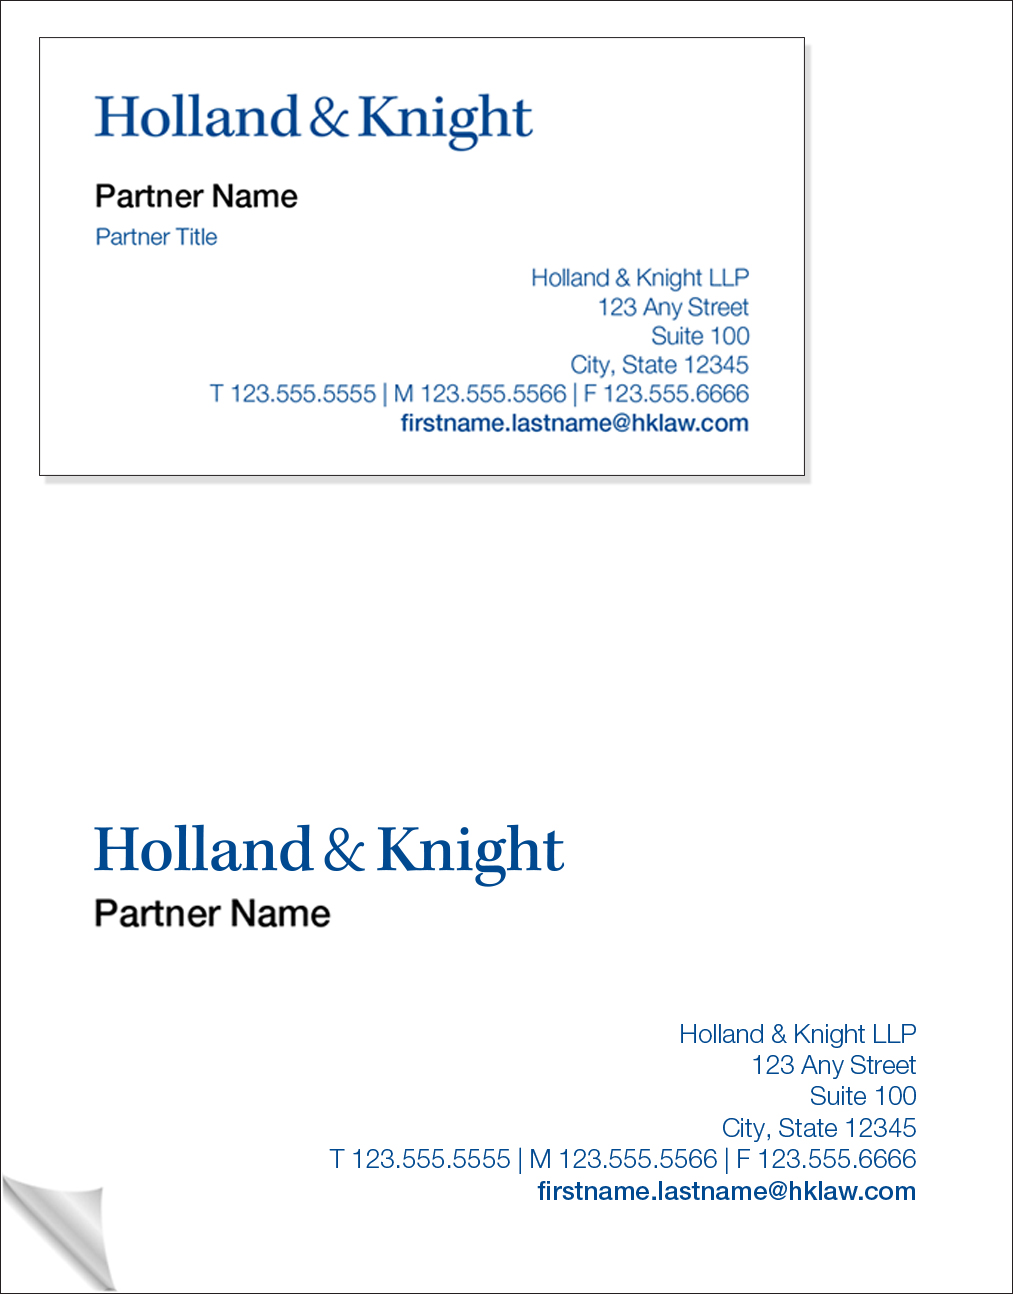 Holland & Knight
Partner Name
Partner Title
Holland & Knight LLP
123 Any Street
Suite 100
City, State 12345
T 123.555.5555 | M 123.555.5566 | F 123.555.6666
firstname.lastname@hklaw.com
Holland & Knight
Partner Name
Holland & Knight LLP
123 Any Street
Suite 100
City, State 12345
T 123.555.5555 | M 123.555.5566 | F 123.555.6666
firstname.lastname@hklaw.com